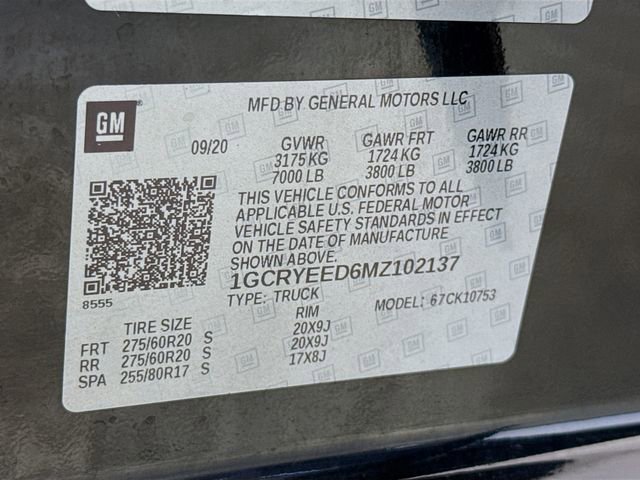 GM
MFD BY GENERAL MOTORS LLC
09/20
GVWR GAWR FRT GAWR RR
3175 KG 1724 KG 1724 KG
7000 LB 3800 LB 3800 LB
THIS VEHICLE CONFORMS TO ALL
APPLICABLE U.S. FEDERAL MOTOR
VEHICLE SAFETY STANDARDS IN EFFECT
ON THE DATE OF MANUFACTURE
SHOWN ABOVE.
8555
1GCRYEED6MZ102137
TYPE: TRUCK MODEL: 67CK10753
TIRE SIZE RIM
FRT 275/60R20 S 20X9J
RR 275/60R20 S 20X9J
SPA 255/80R17 S 17X8J